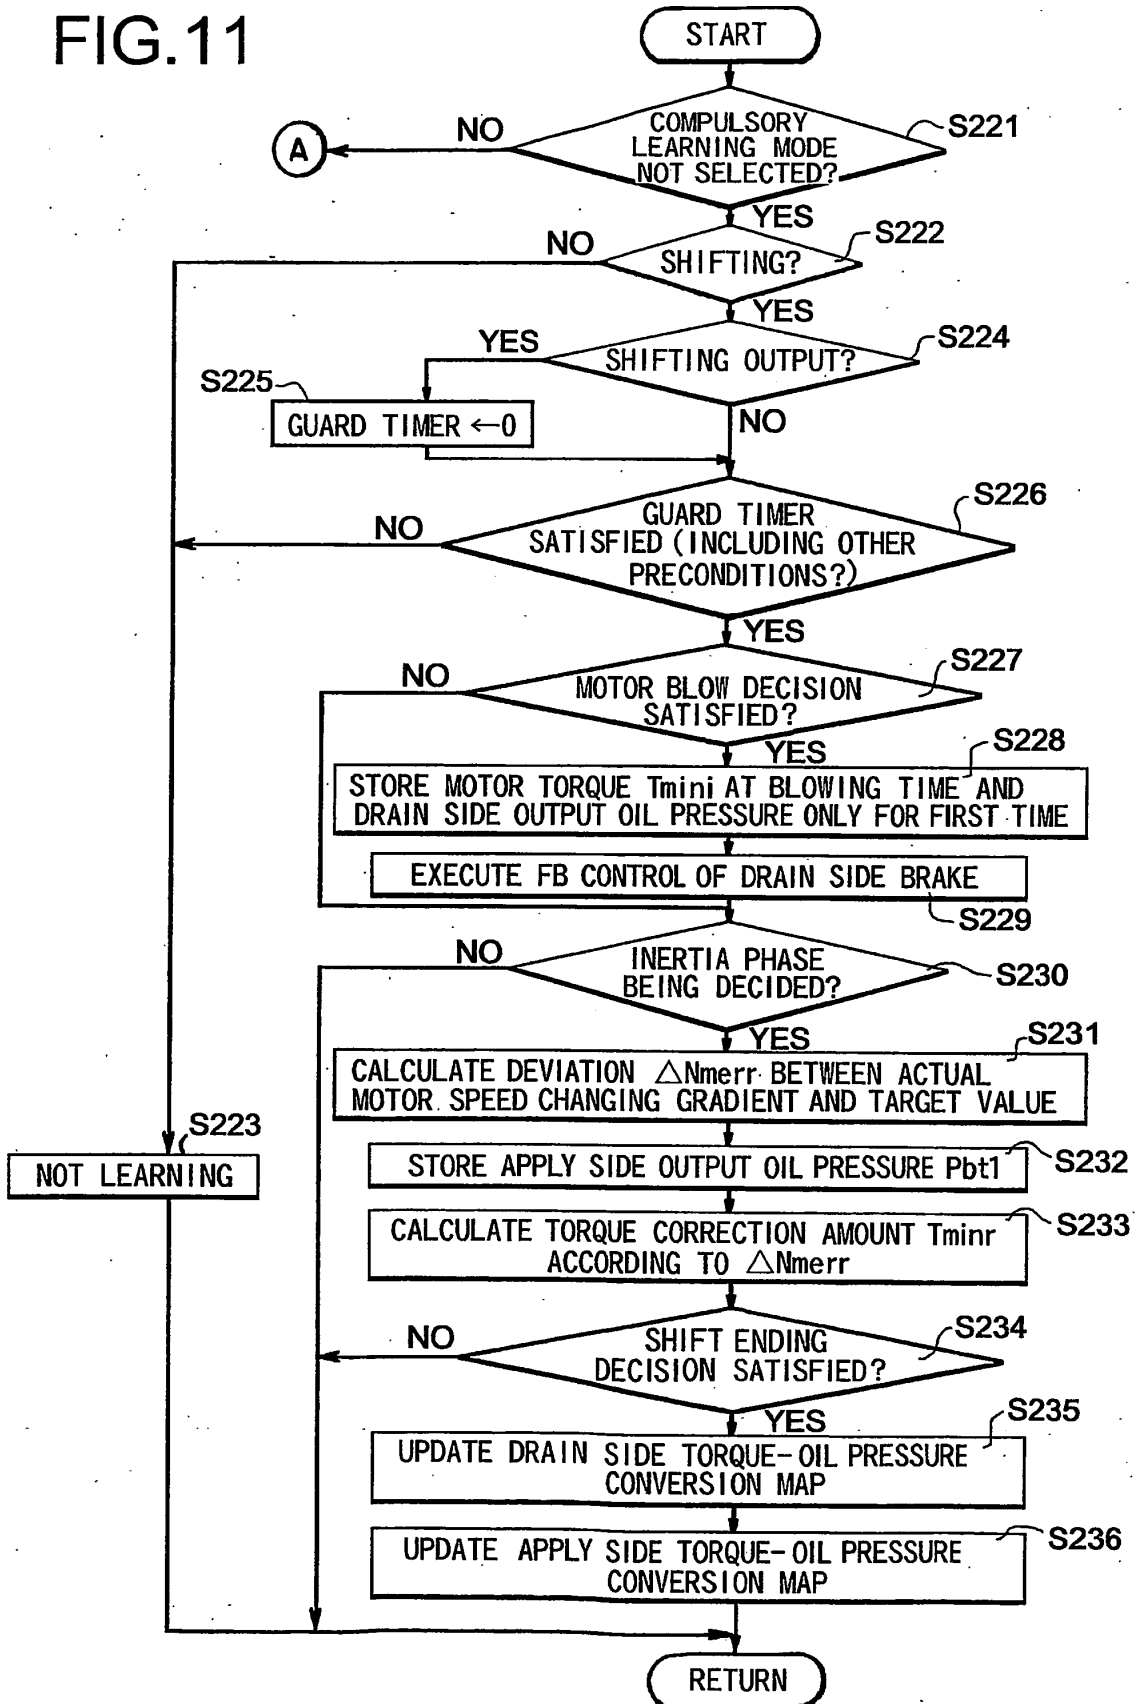 FIG.11
START
COMPULSORY
LEARNING MODE
NOT SELECTED?
S221
NO
A
YES
SHIFTING?
S222
NO
YES
SHIFTING OUTPUT?
S224
YES
S225
GUARD TIMER ←0
NO
GUARD TIMER
SATISFIED (INCLUDING OTHER
PRECONDITIONS?)
S226
NO
YES
MOTOR BLOW DECISION
SATISFIED?
S227
NO
YES
S228
STORE MOTOR TORQUE Tmini AT BLOWING TIME AND
DRAIN SIDE OUTPUT OIL PRESSURE ONLY FOR FIRST TIME
EXECUTE FB CONTROL OF DRAIN SIDE BRAKE
S229
INERTIA PHASE
BEING DECIDED?
S230
NO
YES
S231
CALCULATE DEVIATION △Nmerr BETWEEN ACTUAL
MOTOR SPEED CHANGING GRADIENT AND TARGET VALUE
S223
NOT LEARNING
STORE APPLY SIDE OUTPUT OIL PRESSURE Pbt1
S232
CALCULATE TORQUE CORRECTION AMOUNT Tminr
ACCORDING TO △Nmerr
S233
SHIFT ENDING
DECISION SATISFIED?
S234
NO
YES
S235
UPDATE DRAIN SIDE TORQUE-OIL PRESSURE
CONVERSION MAP
UPDATE APPLY SIDE TORQUE-OIL PRESSURE
CONVERSION MAP
S236
RETURN